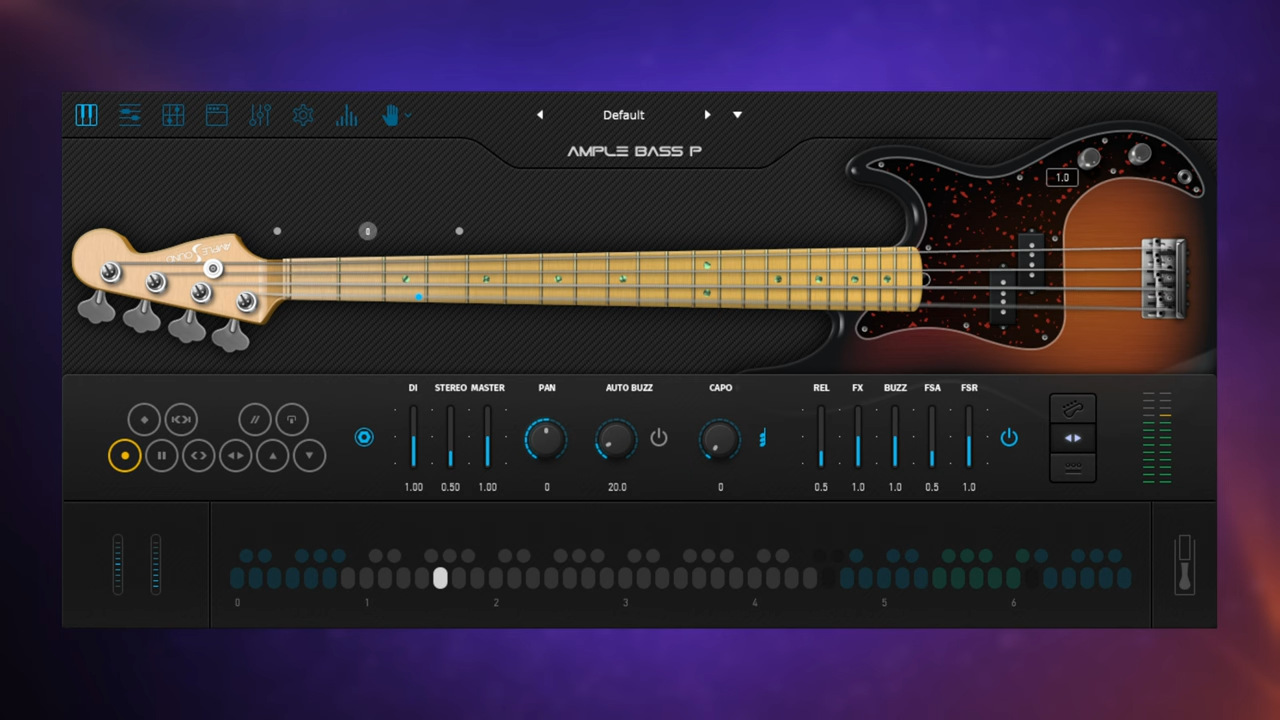 Default
AMPLE BASS P
1.0
AMPLE SOUND
0
DI STEREO MASTER PAN AUTO BUZZ CAPO REL FX BUZZ FSA FSR
1.00 0.50 1.00 0 20.0 0 0.5 1.0 1.0 0.5 1.0
0 1 2 3 4 5 6